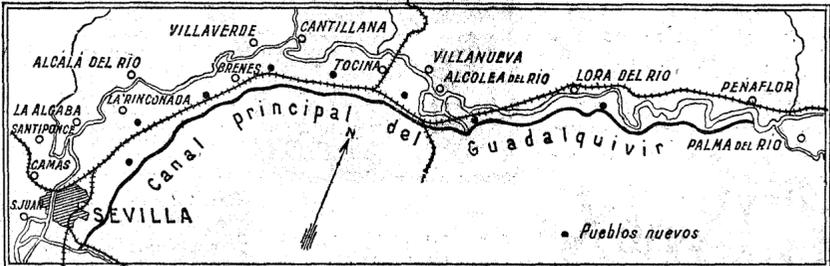 VILLAVERDE
CANTILLANA
ALCALÁ DEL RIO
BRENES
TOCINA
VILLANUEVA
ALCOLEA DEL RIO
LORA DEL RIO
PEÑAFLOR
LA RINCONADA
LA ALGABA
SANTIPONCE
CAMAS
S.JUAN
SEVILLA
PALMA DEL RIO
Canal principal del Guadalquivir
N
Pueblos nuevos